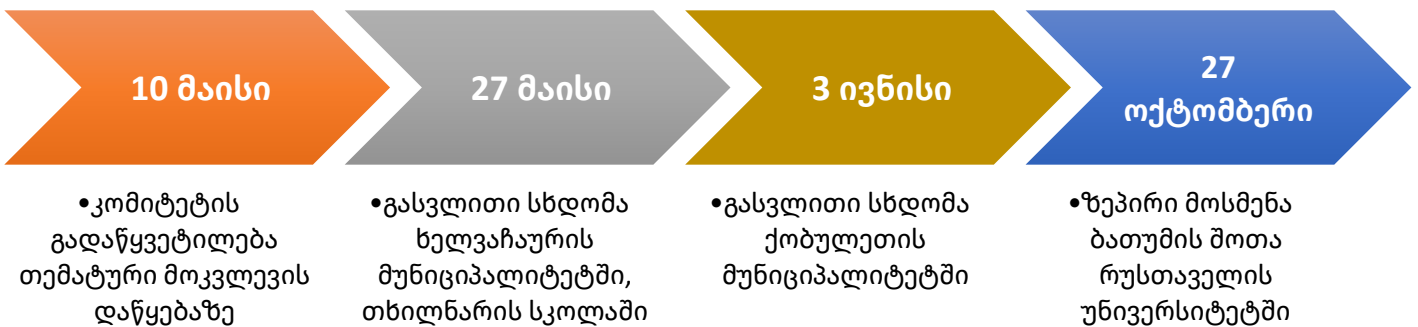 10 მაისი
•კომიტეტის
გადაწყვეტილება
თემატური მოკვლევის
დაწყებაზე
27 მაისი
•გასვლითი სხდომა
ხელვაჩაურის
მუნიციპალიტეტში,
თხილნარის სკოლაში
3 ივნისი
•გასვლითი სხდომა
ქობულეთის
მუნიციპალიტეტში
27
ოქტომბერი
•ზეპირი მოსმენა
ბათუმის შოთა
რუსთაველის
უნივერსიტეტში